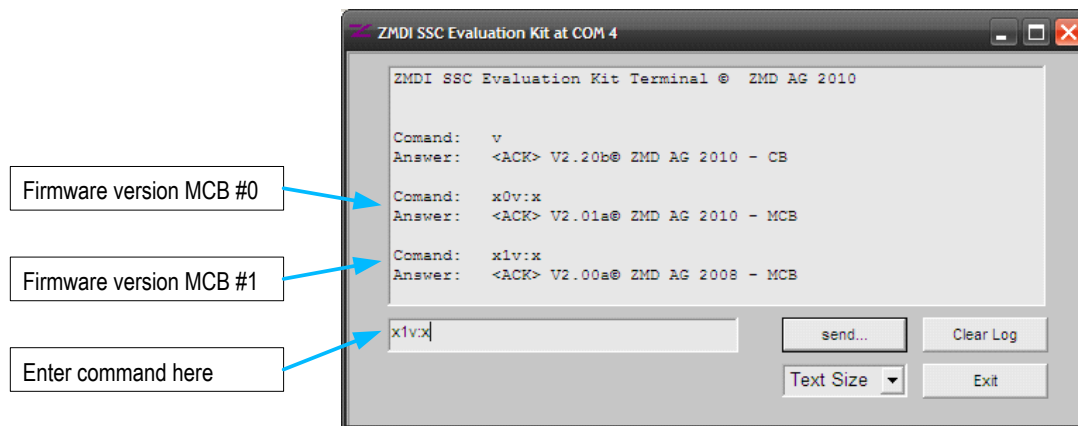 ZMDI SSC Evaluation Kit at COM 4
ZMDI SSC Evaluation Kit Terminal © ZMD AG 2010
Comand: v
Answer: <ACK> V2.20b© ZMD AG 2010 - CB
Firmware version MCB #0
Comand: x0v:x
Answer: <ACK> V2.01a© ZMD AG 2010 - MCB
Firmware version MCB #1
Comand: x1v:x
Answer: <ACK> V2.00a© ZMD AG 2008 - MCB
Enter command here
x1v:x
send...
Clear Log
Text Size
Exit